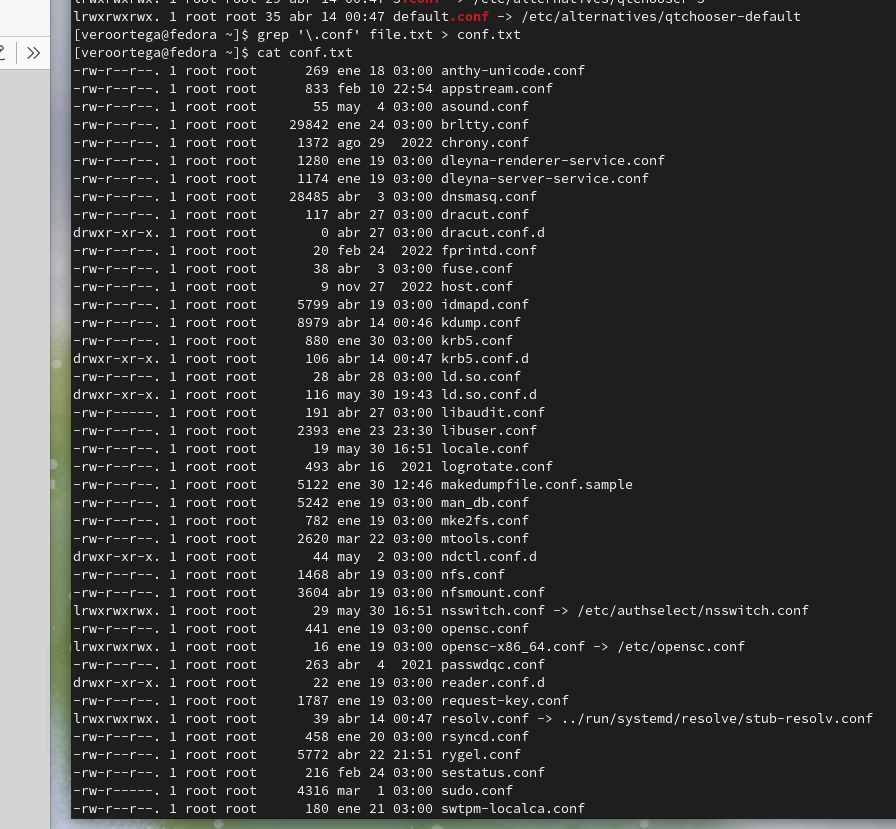 lrwxrwxrwx. 1 root root 35 abr 14 00:47 default.conf -> /etc/alternatives/qtchooser-default
[veroortega@fedora ~]$ grep '\.conf' file.txt > conf.txt
[veroortega@fedora ~]$ cat conf.txt
-rw-r--r--. 1 root root      269 ene 18 03:00 anthy-unicode.conf
-rw-r--r--. 1 root root      833 feb 10 22:54 appstream.conf
-rw-r--r--. 1 root root       55 may  4 03:00 asound.conf
-rw-r--r--. 1 root root    29842 ene 24 03:00 brltty.conf
-rw-r--r--. 1 root root     1372 ago 29  2022 chrony.conf
-rw-r--r--. 1 root root     1280 ene 19 03:00 dleyna-renderer-service.conf
-rw-r--r--. 1 root root     1174 ene 19 03:00 dleyna-server-service.conf
-rw-r--r--. 1 root root    28485 abr  3 03:00 dnsmasq.conf
-rw-r--r--. 1 root root      117 abr 27 03:00 dracut.conf
drwxr-xr-x. 1 root root        0 abr 27 03:00 dracut.conf.d
-rw-r--r--. 1 root root       20 feb 24  2022 fprintd.conf
-rw-r--r--. 1 root root       38 abr  3 03:00 fuse.conf
-rw-r--r--. 1 root root        9 nov 27  2022 host.conf
-rw-r--r--. 1 root root     5799 abr 19 03:00 idmapd.conf
-rw-r--r--. 1 root root     8979 abr 14 00:46 kdump.conf
-rw-r--r--. 1 root root      880 ene 30 03:00 krb5.conf
drwxr-xr-x. 1 root root      106 abr 14 00:47 krb5.conf.d
-rw-r--r--. 1 root root       28 abr 28 03:00 ld.so.conf
drwxr-xr-x. 1 root root      116 may 30 19:43 ld.so.conf.d
-rw-r-----. 1 root root      191 abr 27 03:00 libaudit.conf
-rw-r--r--. 1 root root     2393 ene 23 23:30 libuser.conf
-rw-r--r--. 1 root root       19 may 30 16:51 locale.conf
-rw-r--r--. 1 root root      493 abr 16  2021 logrotate.conf
-rw-r--r--. 1 root root     5122 ene 30 12:46 makedumpfile.conf.sample
-rw-r--r--. 1 root root     5242 ene 19 03:00 man_db.conf
-rw-r--r--. 1 root root      782 ene 19 03:00 mke2fs.conf
-rw-r--r--. 1 root root     2620 mar 22 03:00 mtools.conf
drwxr-xr-x. 1 root root       44 may  2 03:00 ndctl.conf.d
-rw-r--r--. 1 root root     1468 abr 19 03:00 nfs.conf
-rw-r--r--. 1 root root     3604 abr 19 03:00 nfsmount.conf
lrwxrwxrwx. 1 root root       29 may 30 16:51 nsswitch.conf -> /etc/authselect/nsswitch.conf
-rw-r--r--. 1 root root      441 ene 19 03:00 opensc.conf
lrwxrwxrwx. 1 root root       16 ene 19 03:00 opensc-x86_64.conf -> /etc/opensc.conf
-rw-r--r--. 1 root root      263 abr  4  2021 passwdqc.conf
drwxr-xr-x. 1 root root       22 ene 19 03:00 reader.conf.d
-rw-r--r--. 1 root root     1787 ene 19 03:00 request-key.conf
lrwxrwxrwx. 1 root root       39 abr 14 00:47 resolv.conf -> ../run/systemd/resolve/stub-resolv.conf
-rw-r--r--. 1 root root      458 ene 20 03:00 rsyncd.conf
-rw-r--r--. 1 root root     5772 abr 22 21:51 rygel.conf
-rw-r--r--. 1 root root      216 feb 24 03:00 sestatus.conf
-rw-r-----. 1 root root     4316 mar  1 03:00 sudo.conf
-rw-r--r--. 1 root root      180 ene 21 03:00 swtpm-localca.conf